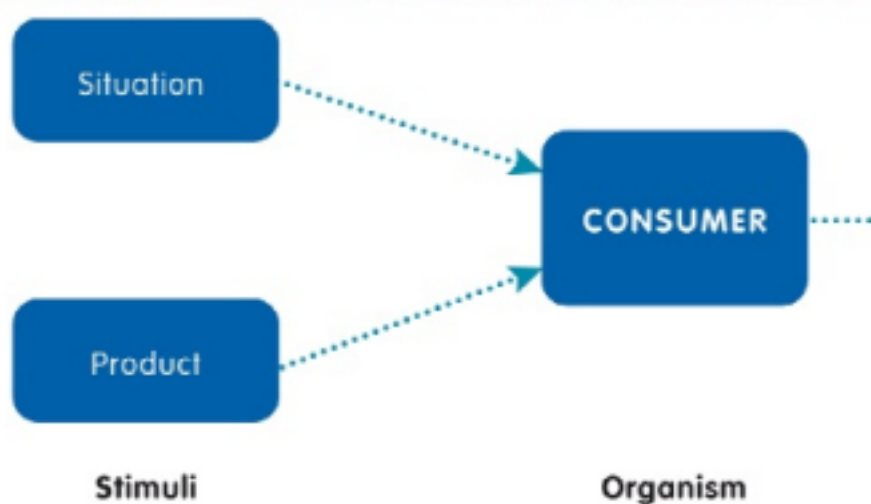 Situation
CONSUMER
Product
Stimuli
Organism